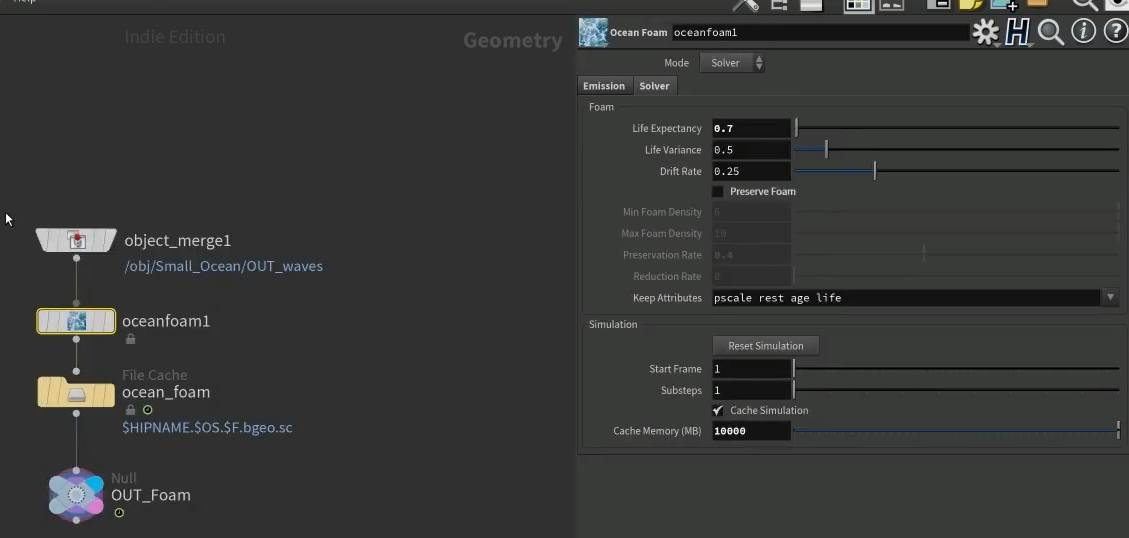 Help
Indie Edition
Geometry
object_merge1
/obj/Small_Ocean/OUT_waves
oceanfoam1
File Cache
ocean_foam
$HIPNAME.$OS.$F.bgeo.sc
Null
OUT_Foam
Ocean Foam oceanfoam1
Mode Solver
Emission Solver
Foam
Life Expectancy 0.7
Life Variance 0.5
Drift Rate 0.25
Preserve Foam
Min Foam Density 6
Max Foam Density 10
Preservation Rate 0.4
Reduction Rate 0
Keep Attributes pscale rest age life
Simulation
Reset Simulation
Start Frame 1
Substeps 1
Cache Simulation
Cache Memory (MB) 10000